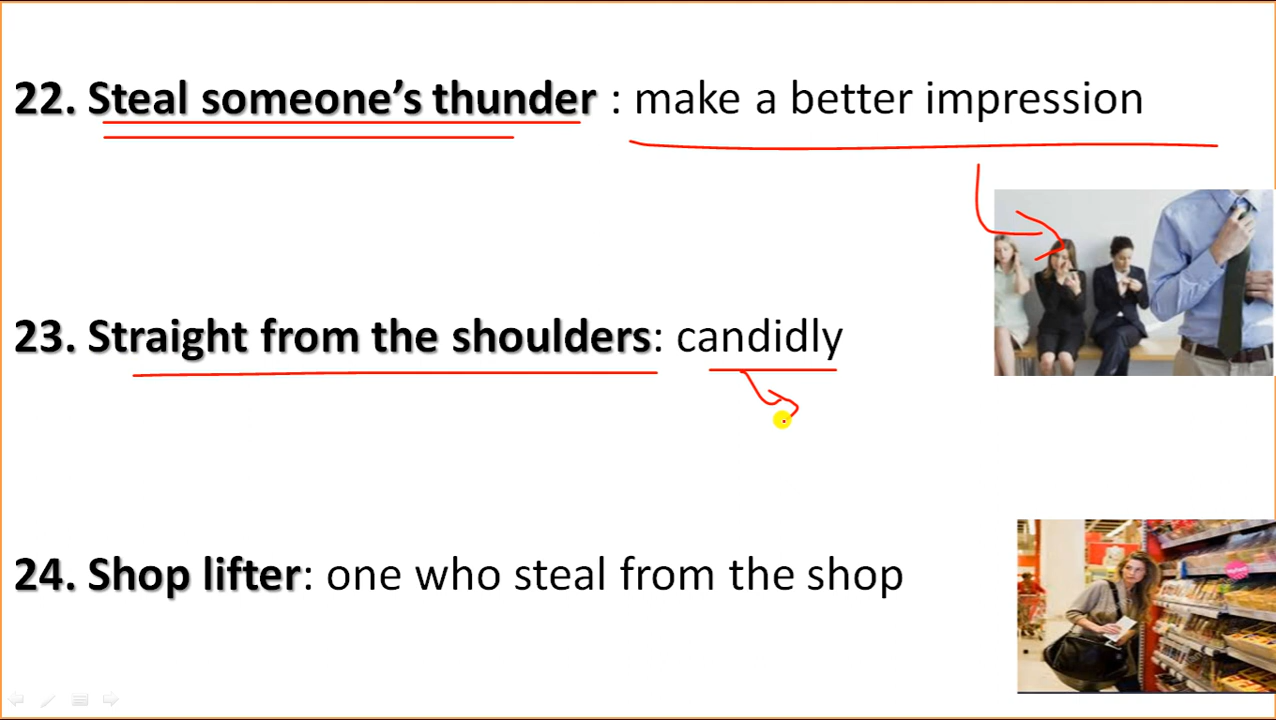 22. Steal someone’s thunder : make a better impression
23. Straight from the shoulders: candidly
24. Shop lifter: one who steal from the shop